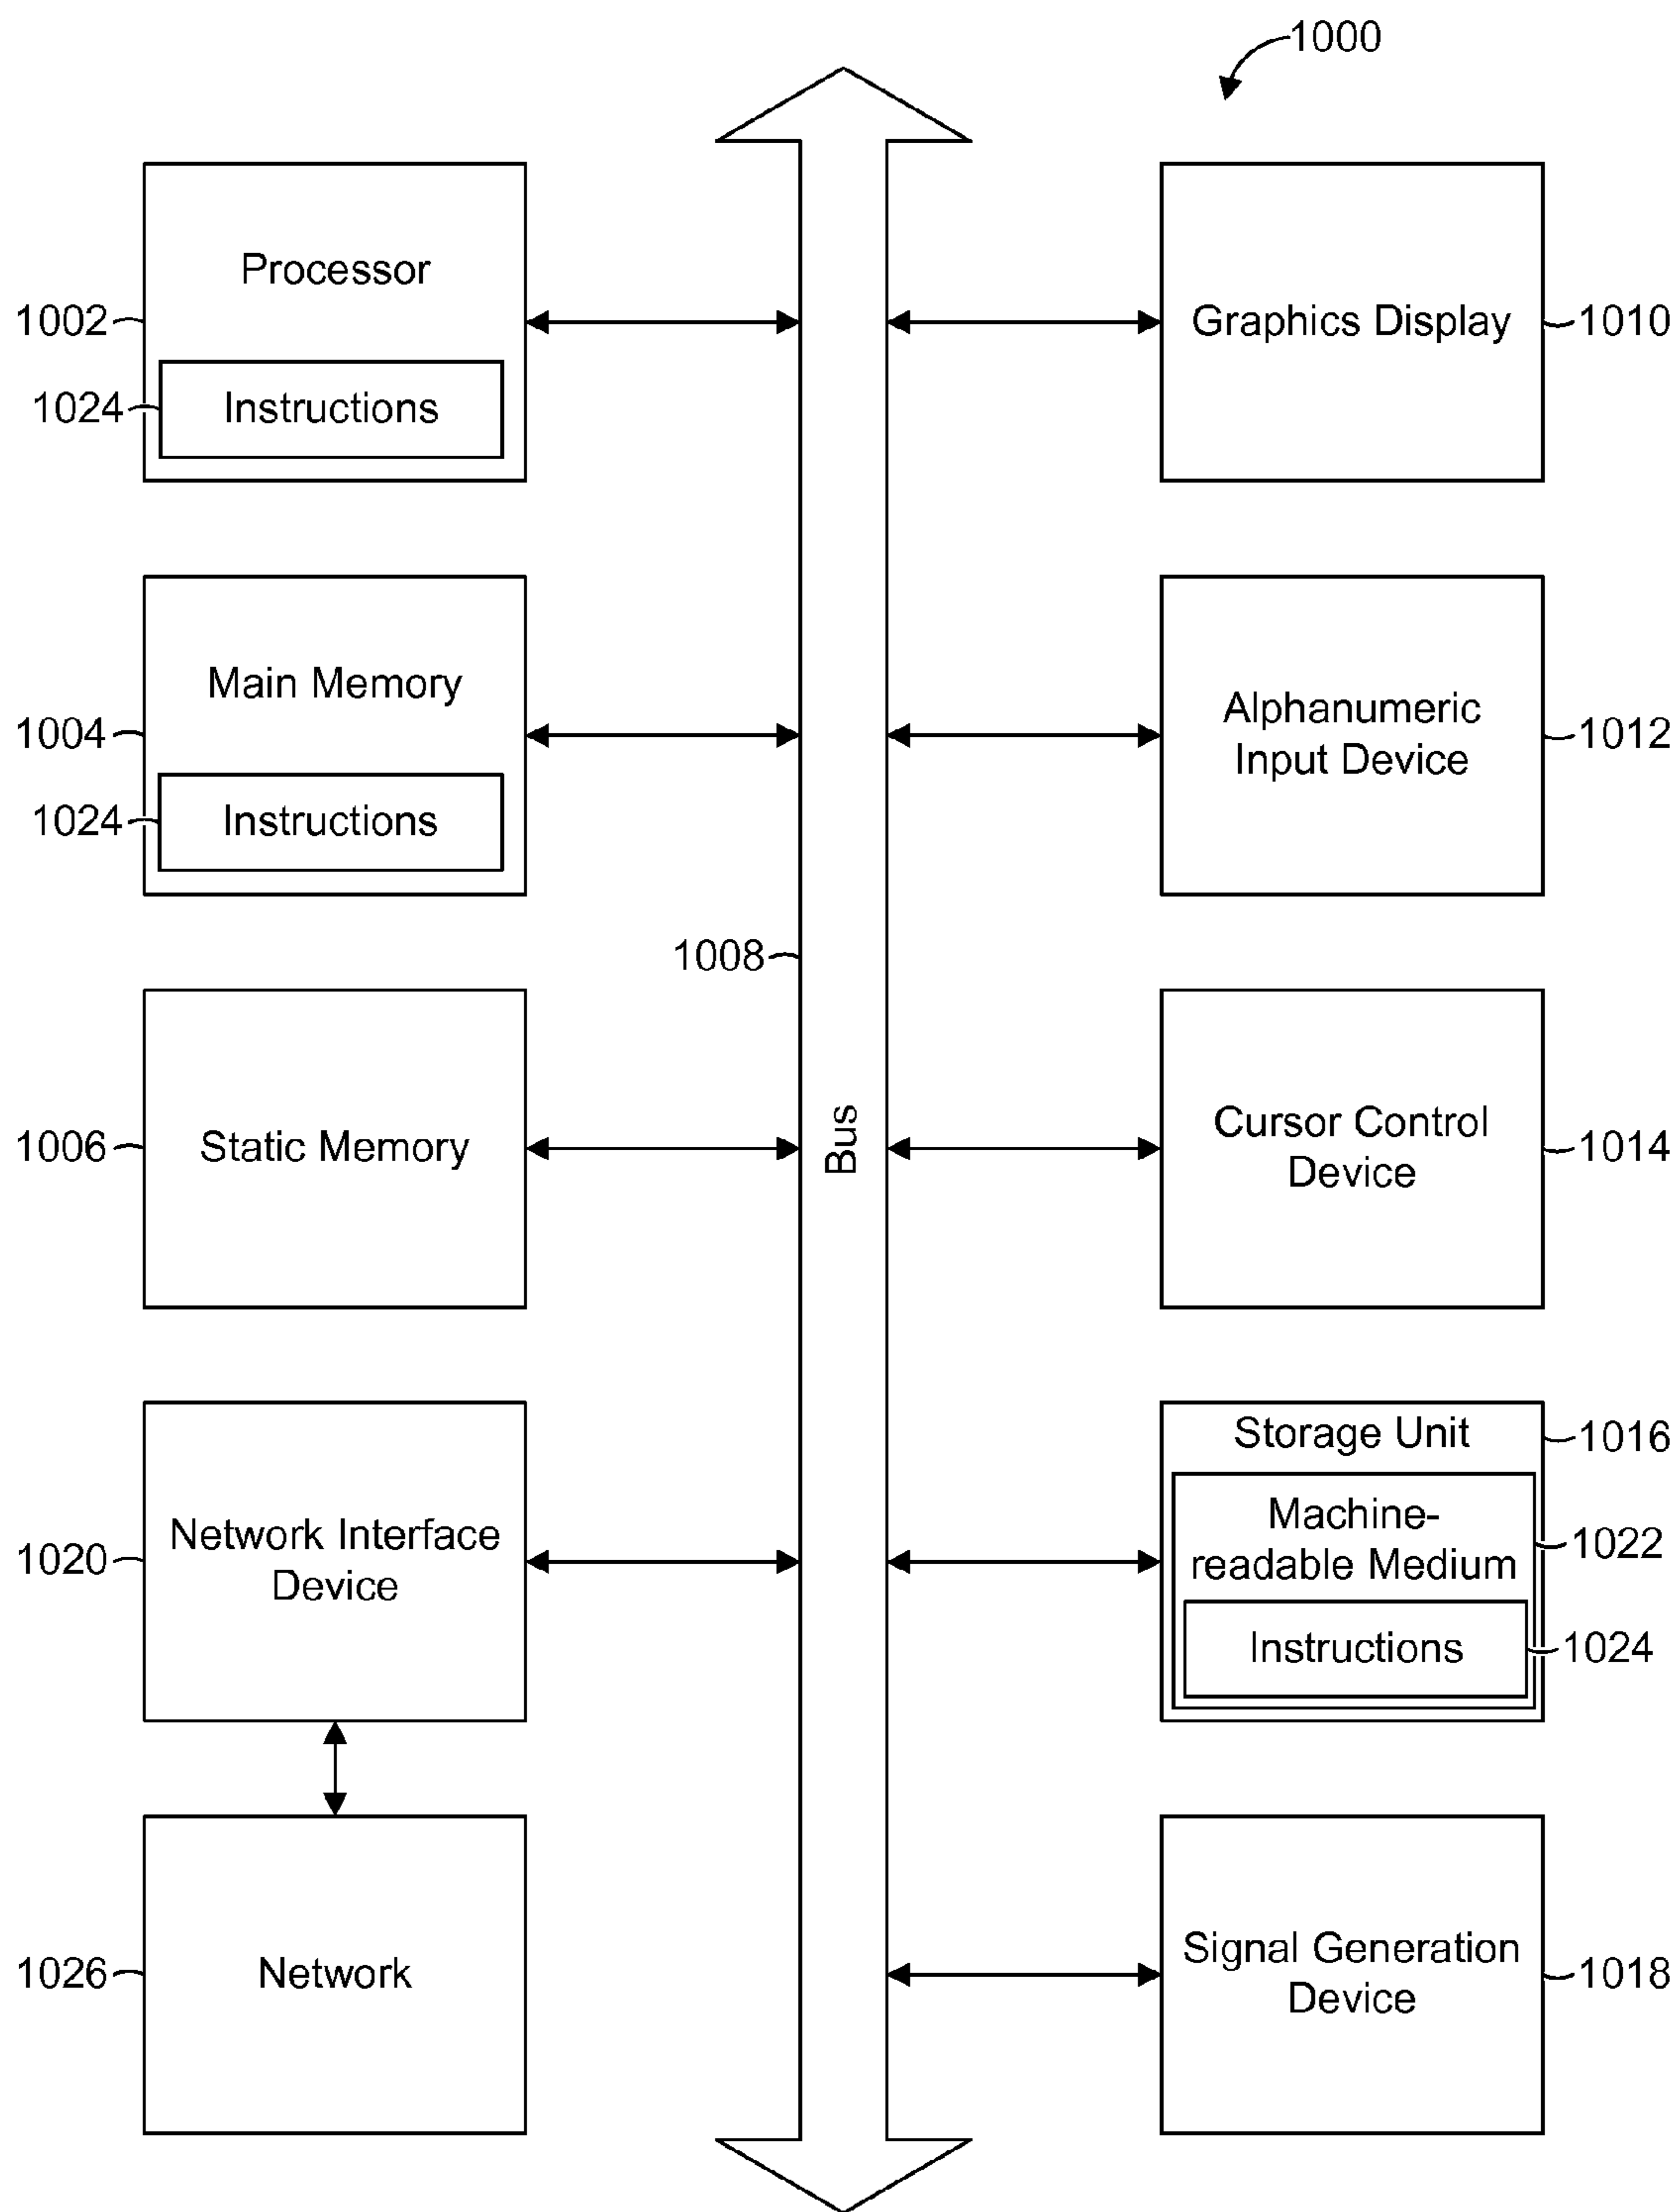 1000
Processor
1002
1024
Instructions
Graphics Display
1010
Main Memory
1004
1024
Instructions
Alphanumeric
Input Device
1012
1008
Bus
Static Memory
1006
Cursor Control
Device
1014
Network Interface
Device
1020
Storage Unit
1016
Machine-
readable Medium
1022
Instructions
1024
Network
1026
Signal Generation
Device
1018